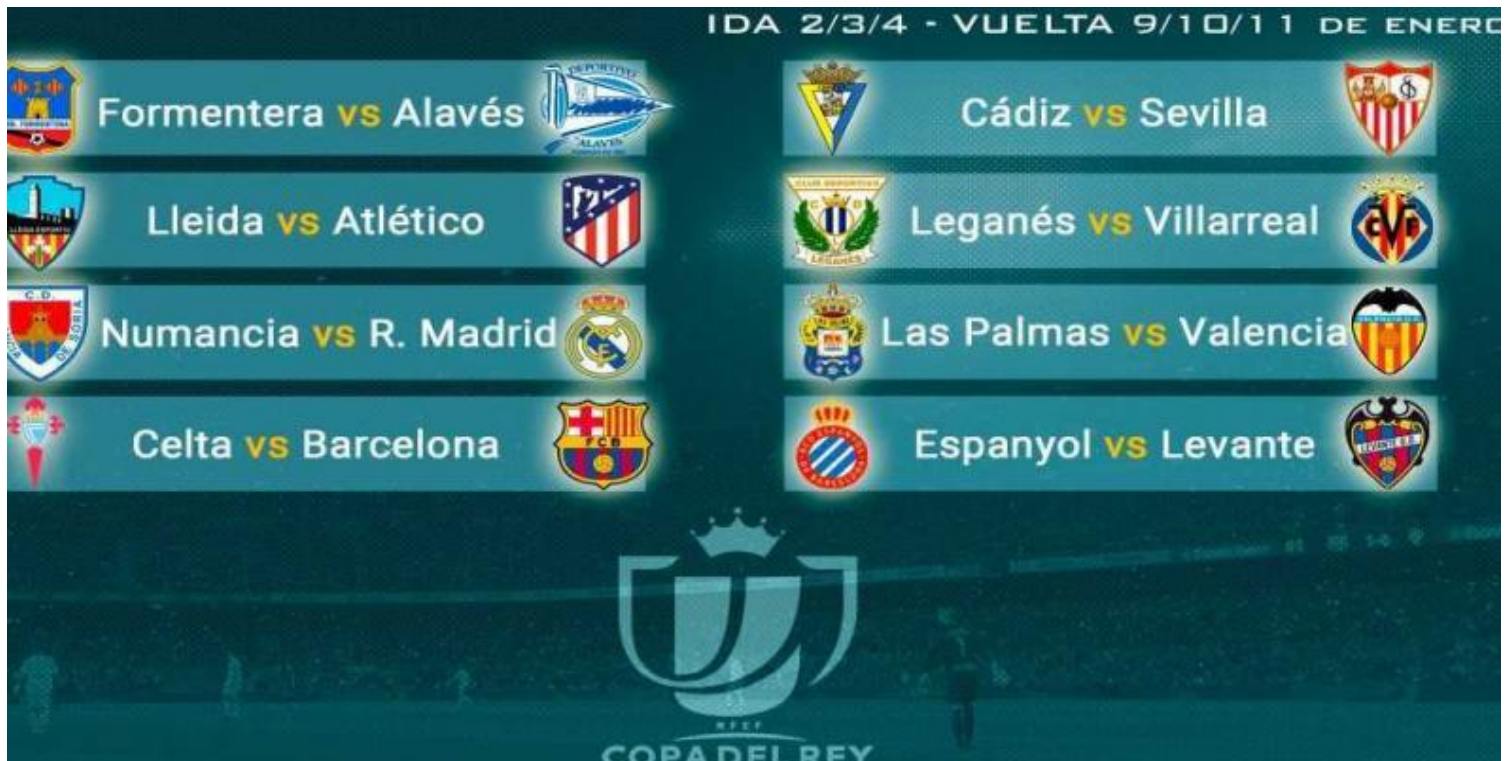 IDA 2/3/4 - VUELTA 9/10/11 DE ENERO
Formentera vs Alavés
Lleida vs Atlético
Numancia vs R. Madrid
Celta vs Barcelona
Cádiz vs Sevilla
Leganés vs Villarreal
Las Palmas vs Valencia
Espanyol vs Levante
RFEF
COPA DEL REY